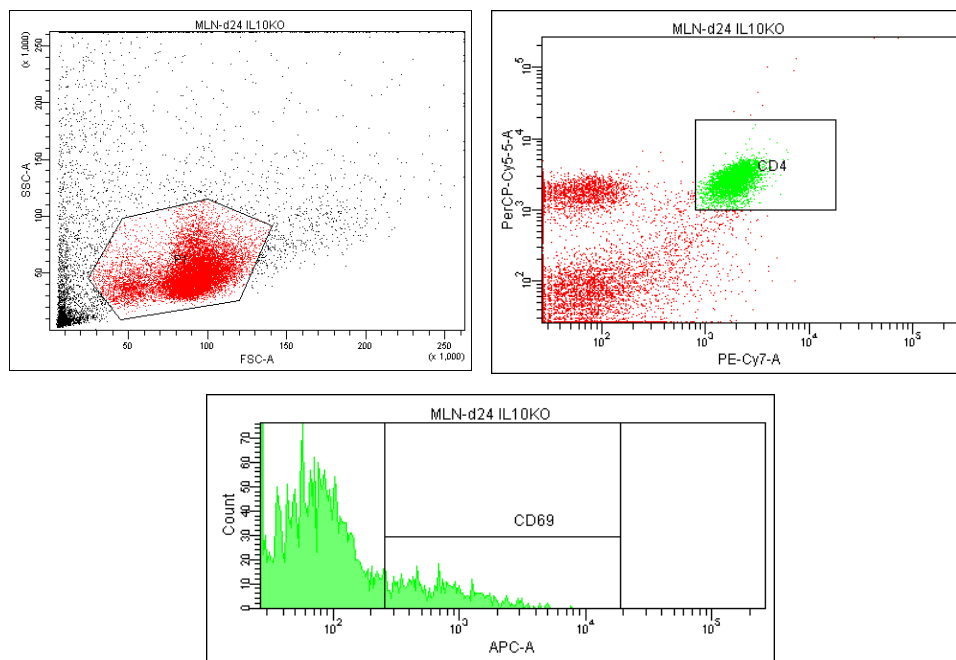 MLN-d24 IL10KO
(x 1,000)
SSC-A
250
200
150
100
50
P1
50 100 150 200 250
FSC-A
(x 1,000)
MLN-d24 IL10KO
PerCP-Cy5-5-A
10^5
10^4
10^3
10^2
CD4
10^2 10^3 10^4 10^5
PE-Cy7-A
MLN-d24 IL10KO
Count
70
60
50
40
30
20
10
0
CD69
10^2 10^3 10^4 10^5
APC-A